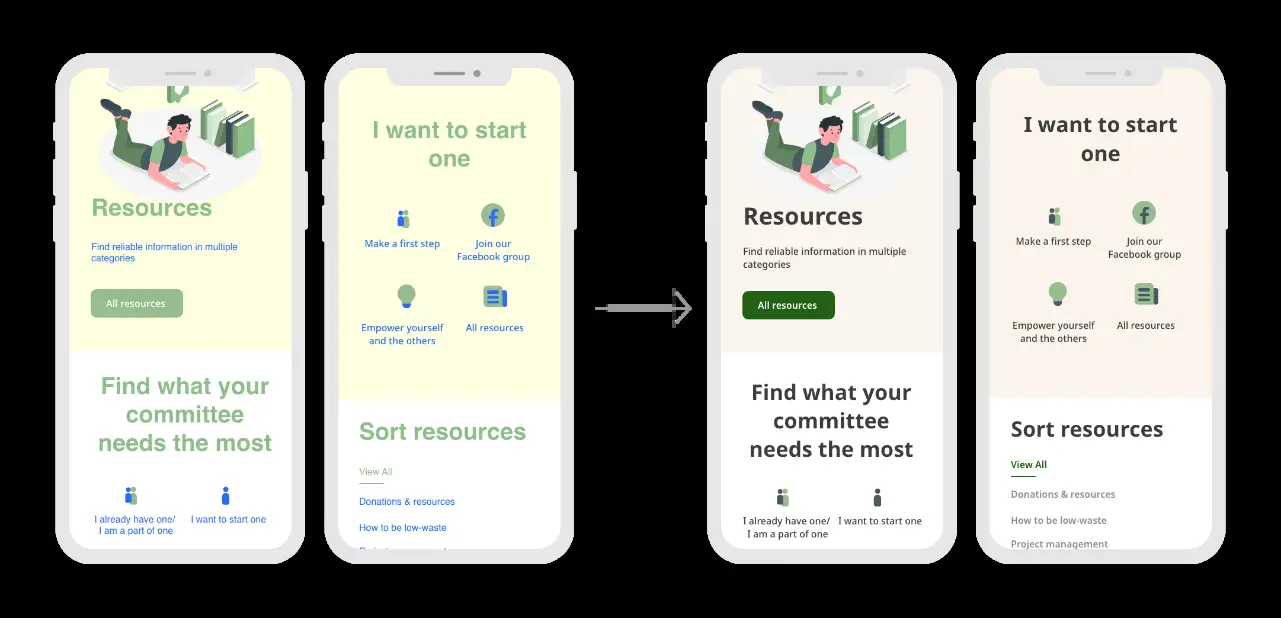 Resources
Find reliable information in multiple
categories
All resources
Find what your
committee
needs the most
I already have one/
I am a part of one
I want to start one
I want to start
one
Make a first step
Join our
Facebook group
Empower yourself
and the others
All resources
Sort resources
View All
Donations & resources
How to be low-waste
Resources
Find reliable information in multiple
categories
All resources
Find what your
committee
needs the most
I already have one/
I am a part of one
I want to start one
I want to start
one
Make a first step
Join our
Facebook group
Empower yourself
and the others
All resources
Sort resources
View All
Donations & resources
How to be low-waste
Project management